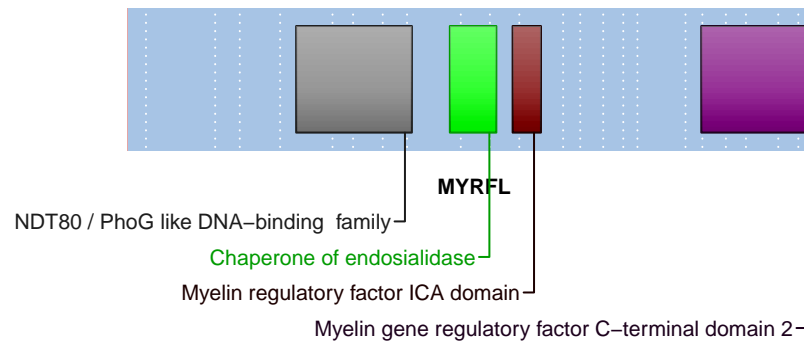 MYRFL
NDT80 / PhoG like DNA−binding  family
Chaperone of endosialidase
Myelin regulatory factor ICA domain
Myelin gene regulatory factor C−terminal domain 2